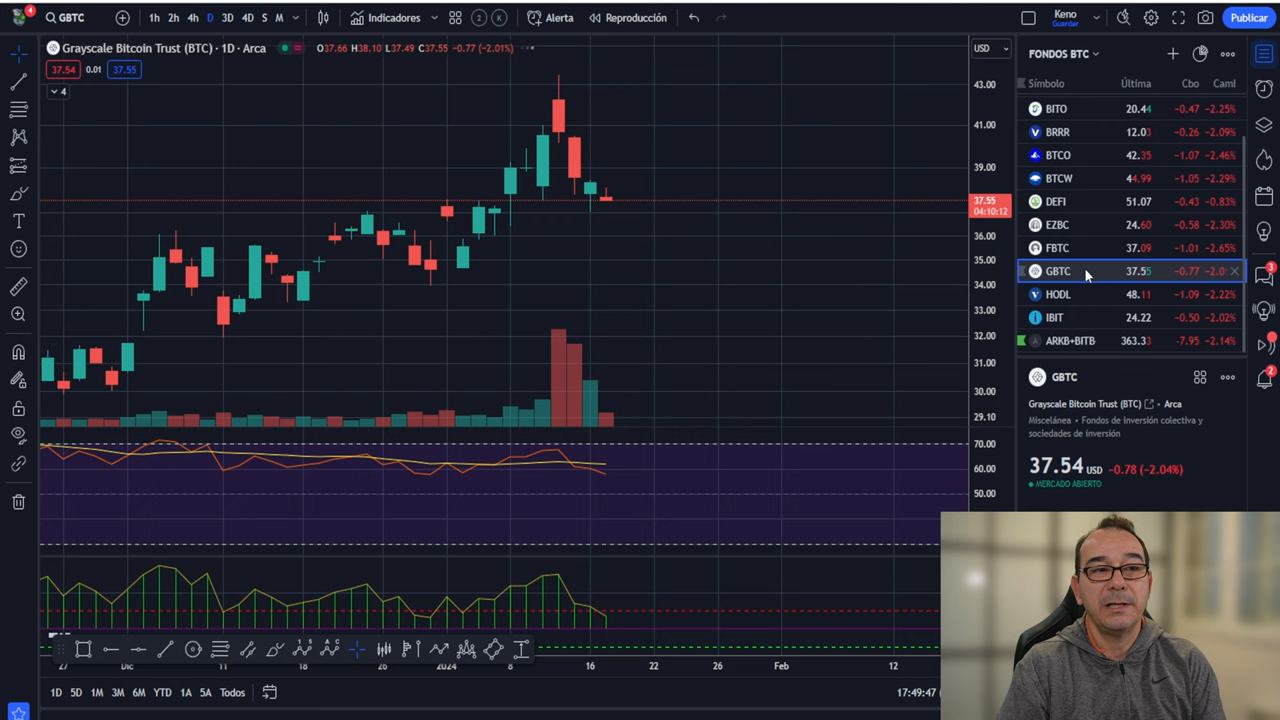 4
GBTC
1h 2h 4h D 3D 4D S M
Indicadores
2 K
Alerta
Reproducción
Keno
Guardar
Publicar
Grayscale Bitcoin Trust (BTC) · 1D · Arca
O37.66 H38.10 L37.49 C37.55 −0.77 (−2.01%)
37.54 0.01 37.55
4
USD
43.00
41.00
39.00
37.55
04:10:12
36.00
35.00
34.00
33.00
32.00
31.00
30.00
29.10
70.00
60.00
50.00
27 Dic 11 18 20 2024 8 16 22 26 Feb 12
1D 5D 1M 3M 6M YTD 1A 5A Todos
17:49:47
FONDOS BTC
Símbolo Última Cbo Caml
BITO 20.44 −0.47 −2.25%
BRRR 12.03 −0.26 −2.09%
BTCO 42.35 −1.07 −2.46%
BTCW 44.99 −1.05 −2.29%
DEFI 51.07 −0.43 −0.83%
EZBC 24.60 −0.58 −2.30%
FBTC 37.09 −1.01 −2.65%
GBTC 37.55 −0.77 −2.0
HODL 48.11 −1.09 −2.22%
IBIT 24.22 −0.50 −2.02%
ARKB+BITB 363.33 −7.95 −2.14%
GBTC
Grayscale Bitcoin Trust (BTC) • Arca
Miscelánea • Fondos de inversión colectiva y
sociedades de inversión
37.54 USD −0.78 (−2.04%)
MERCADO ABIERTO
3
2